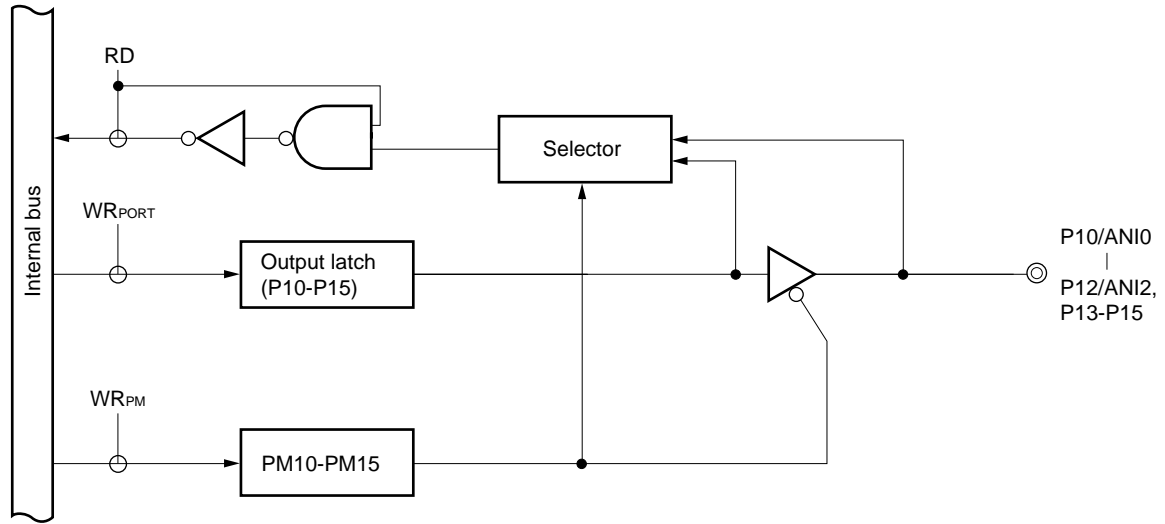 RD
Selector
Internal bus
WRPORT
Output latch
(P10-P15)
P10/ANI0
P12/ANI2,
P13-P15
WRPM
PM10-PM15